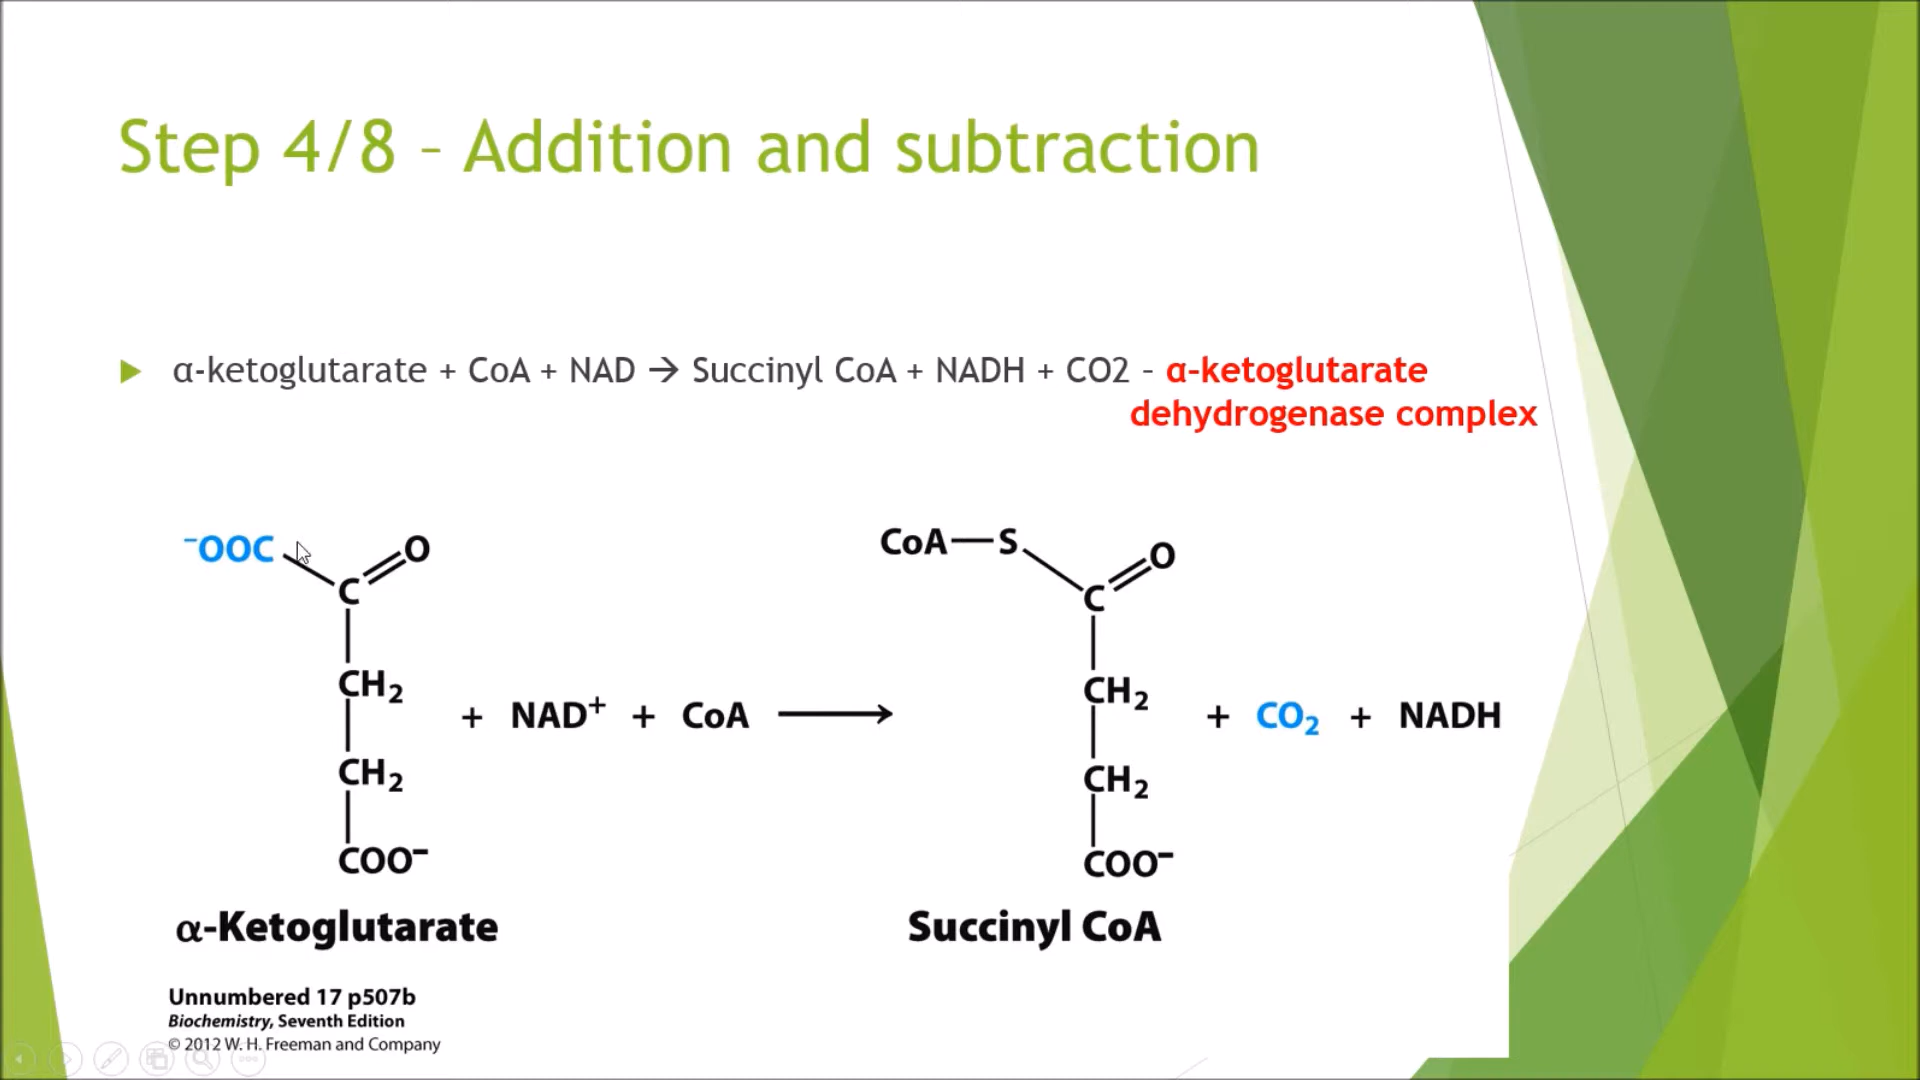 Step 4/8 – Addition and subtraction
α-ketoglutarate + CoA + NAD → Succinyl CoA + NADH + CO2 – α-ketoglutarate
dehydrogenase complex
⁻OOC
O
C
CH₂
CH₂
COO⁻
+ NAD⁺ + CoA ⟶
CoA—S
O
C
CH₂
CH₂
COO⁻
+ CO₂ + NADH
α-Ketoglutarate
Succinyl CoA
Unnumbered 17 p507b
Biochemistry, Seventh Edition
© 2012 W. H. Freeman and Company